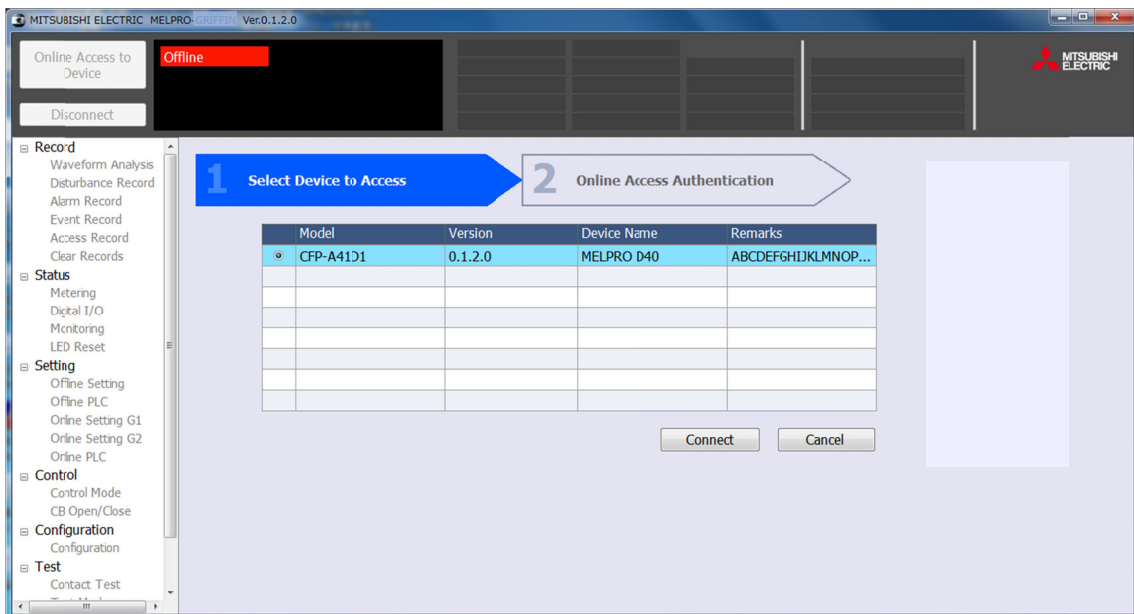 MITSUBISHI ELECTRIC MELPRO-GRIFFIN Ver.0.1.2.0
Online Access to
Device
Disconnect
Offline
MITSUBISHI
ELECTRIC
Record
Waveform Analysis
Disturbance Record
Alarm Record
Event Record
Access Record
Clear Records
Status
Metering
Digital I/O
Monitoring
LED Reset
Setting
Offline Setting
Offline PLC
Online Setting G1
Online Setting G2
Online PLC
Control
Control Mode
CB Open/Close
Configuration
Configuration
Test
Contact Test
1 Select Device to Access
2 Online Access Authentication
Model Version Device Name Remarks
CFP-A41D1 0.1.2.0 MELPRO D40 ABCDEFGHIJKLMNOP...
Connect Cancel